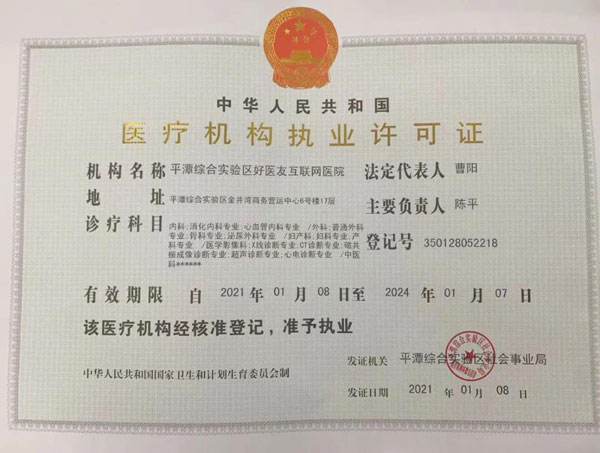 中华人民共和国
医疗机构执业许可证
机构名称 平潭综合实验区好医友互联网医院 法定代表人 曹阳
地址 平潭综合实验区金井湾商务营运中心6号楼17层
主要负责人 陈平
诊疗科目 内科;消化内科专业;心血管内科专业 /外科;普通外科
专业;骨科专业;泌尿外科专业 /妇产科;妇科专业;产
科专业 /医学影像科;X线诊断专业;CT诊断专业;磁共
振成像诊断专业;超声诊断专业;心电诊断专业 /中医
科******
登记号 350128052218
有效期限 自 2021 年 01 月 08 日至 2024 年 01 月 07 日
该医疗机构经核准登记，准予执业
发证机关 平潭综合实验区社会事业局
中华人民共和国国家卫生和计划生育委员会制
发证日期 2021 年 01 月 08 日